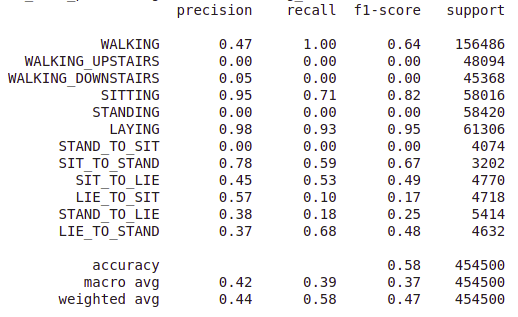 precision recall f1-score support
WALKING 0.47 1.00 0.64 156486
WALKING_UPSTAIRS 0.00 0.00 0.00 48094
WALKING_DOWNSTAIRS 0.05 0.00 0.00 45368
SITTING 0.95 0.71 0.82 58016
STANDING 0.00 0.00 0.00 58420
LAYING 0.98 0.93 0.95 61306
STAND_TO_SIT 0.00 0.00 0.00 4074
SIT_TO_STAND 0.78 0.59 0.67 3202
SIT_TO_LIE 0.45 0.53 0.49 4770
LIE_TO_SIT 0.57 0.10 0.17 4718
STAND_TO_LIE 0.38 0.18 0.25 5414
LIE_TO_STAND 0.37 0.68 0.48 4632
accuracy 0.58 454500
macro avg 0.42 0.39 0.37 454500
weighted avg 0.44 0.58 0.47 454500